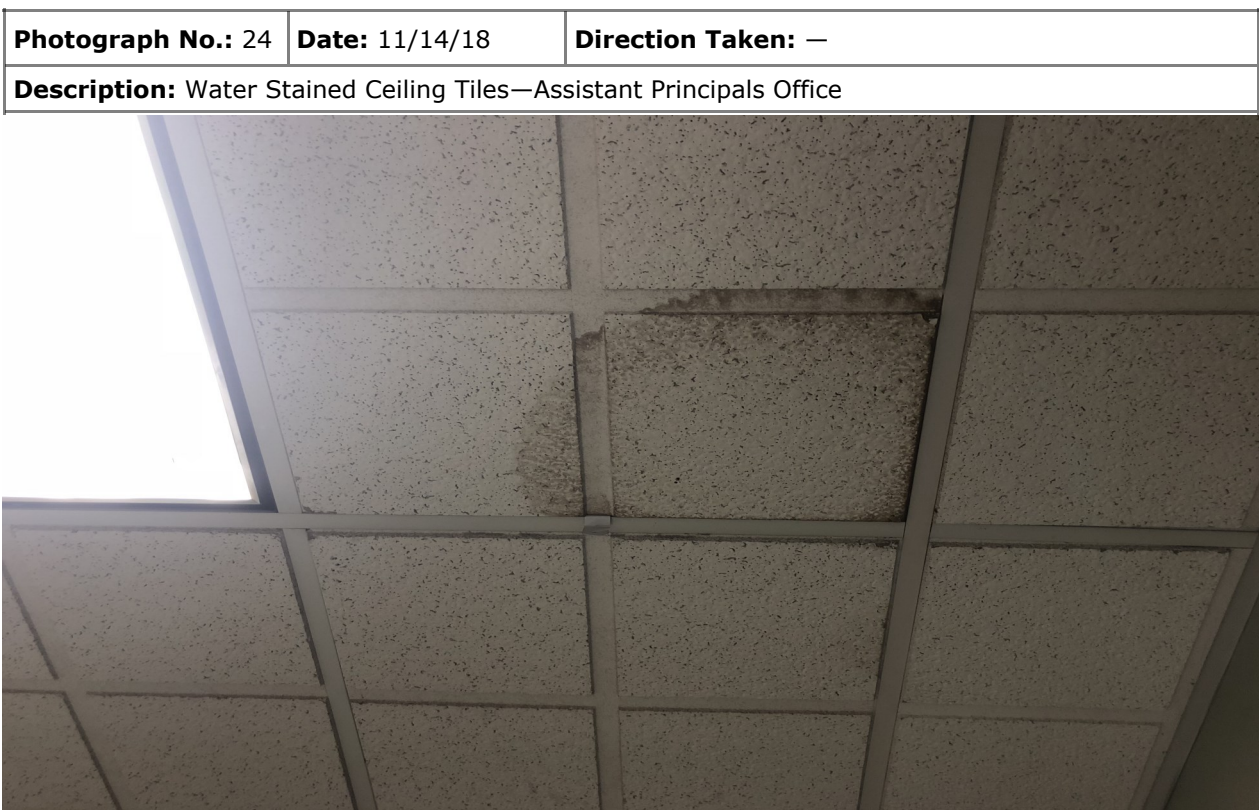 Photograph No.: 24 Date: 11/14/18 Direction Taken: —
Description: Water Stained Ceiling Tiles—Assistant Principals Office